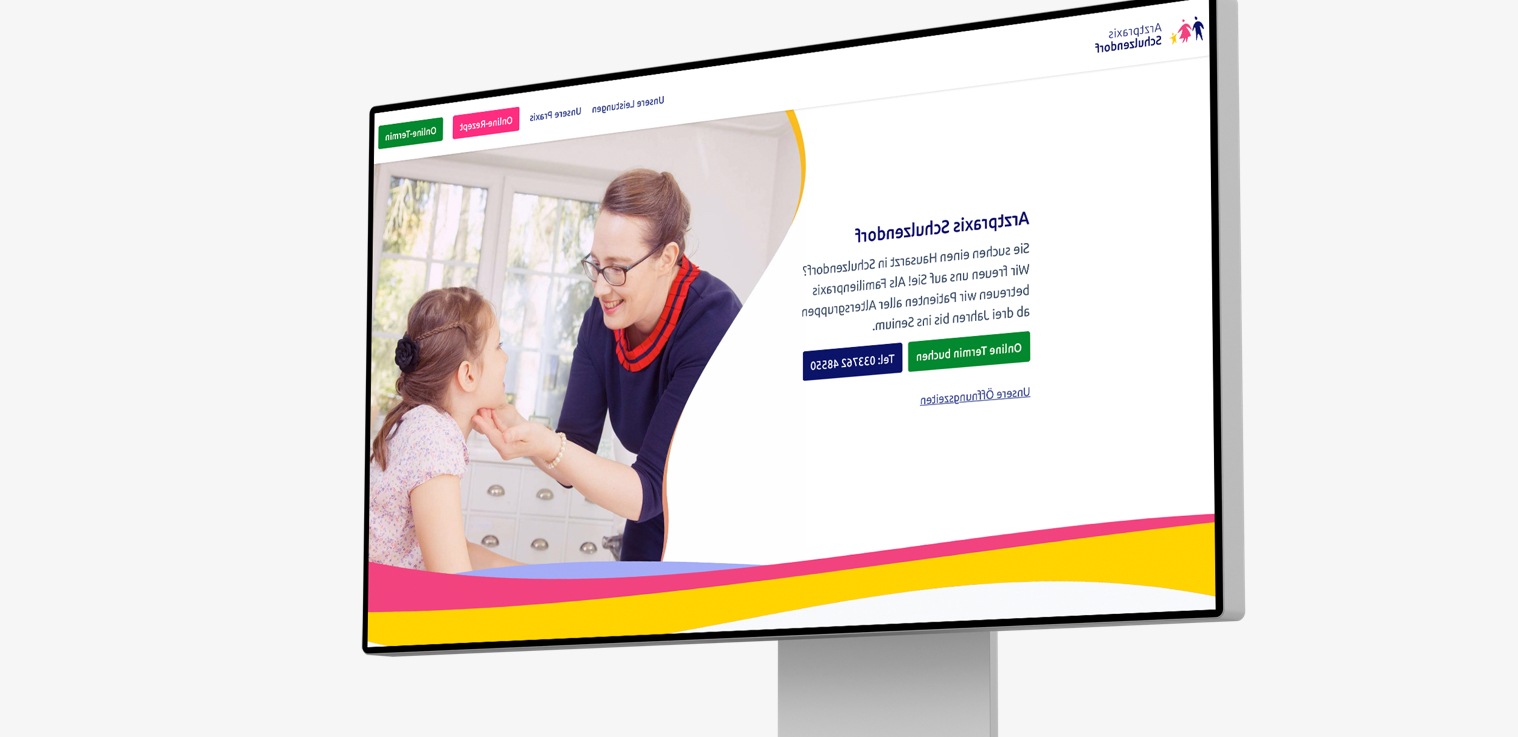 Arztpraxis
Schulzendorf
Unsere Leistungen
Unsere Praxis
Online-Rezept
Online-Termin
Arztpraxis Schulzendorf
Sie suchen einen Hausarzt in Schulzendorf?
Wir freuen uns auf Sie! Als Familienpraxis
betreuen wir Patienten aller Altersgruppen
ab drei Jahren bis ins Senium.
Online Termin buchen
Tel: 033762 48550
Unsere Öffnungszeiten